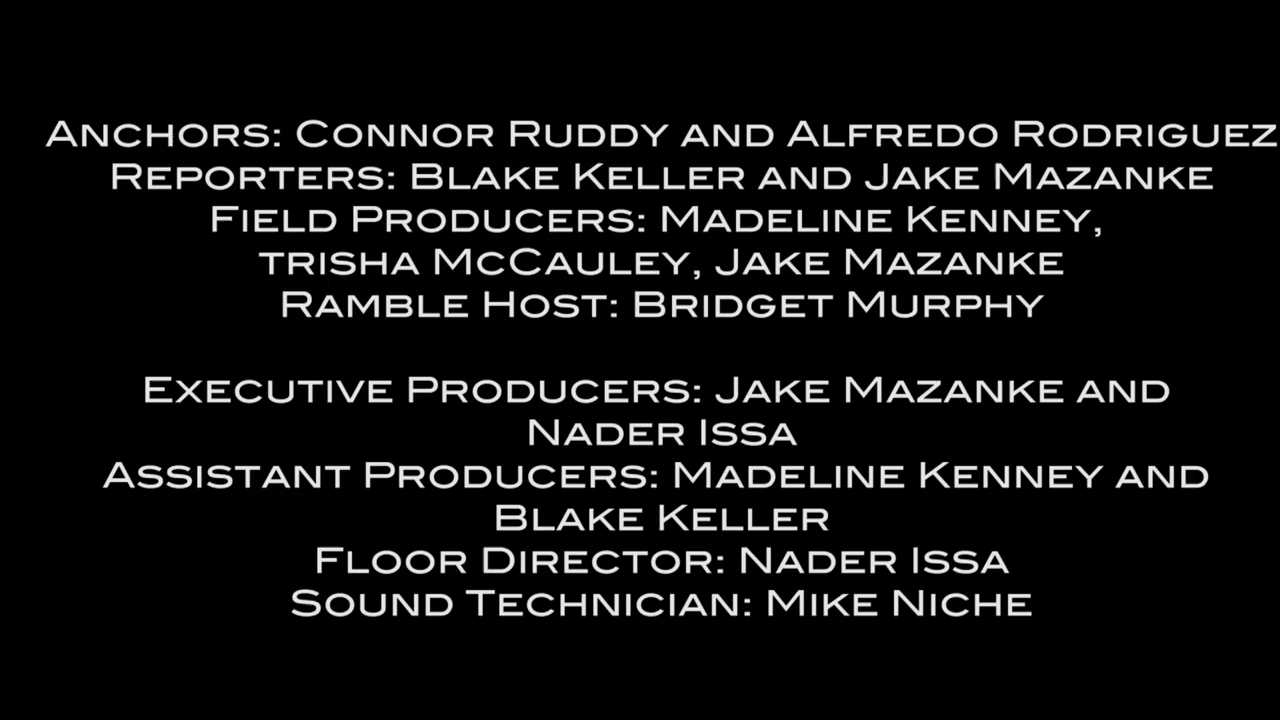 Anchors: Connor Ruddy and Alfredo Rodriguez
Reporters: Blake Keller and Jake Mazanke
Field Producers: Madeline Kenney,
trisha McCauley, Jake Mazanke
Ramble Host: Bridget Murphy
Executive Producers: Jake Mazanke and
Nader Issa
Assistant Producers: Madeline Kenney and
Blake Keller
Floor Director: Nader Issa
Sound Technician: Mike Niche